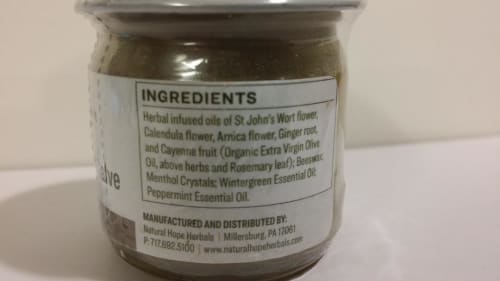 INGREDIENTS
Herbal infused oils of St John's Wort flower,
Calendula flower, Arnica flower, Ginger root,
and Cayenne fruit (Organic Extra Virgin Olive
Oil, above herbs and Rosemary leaf); Beeswax;
Menthol Crystals; Wintergreen Essential Oil;
Peppermint Essential Oil.
MANUFACTURED AND DISTRIBUTED BY:
Natural Hope Herbals | Millersburg, PA 17061
P: 717.692.5100 | www.naturalhopeherbals.com